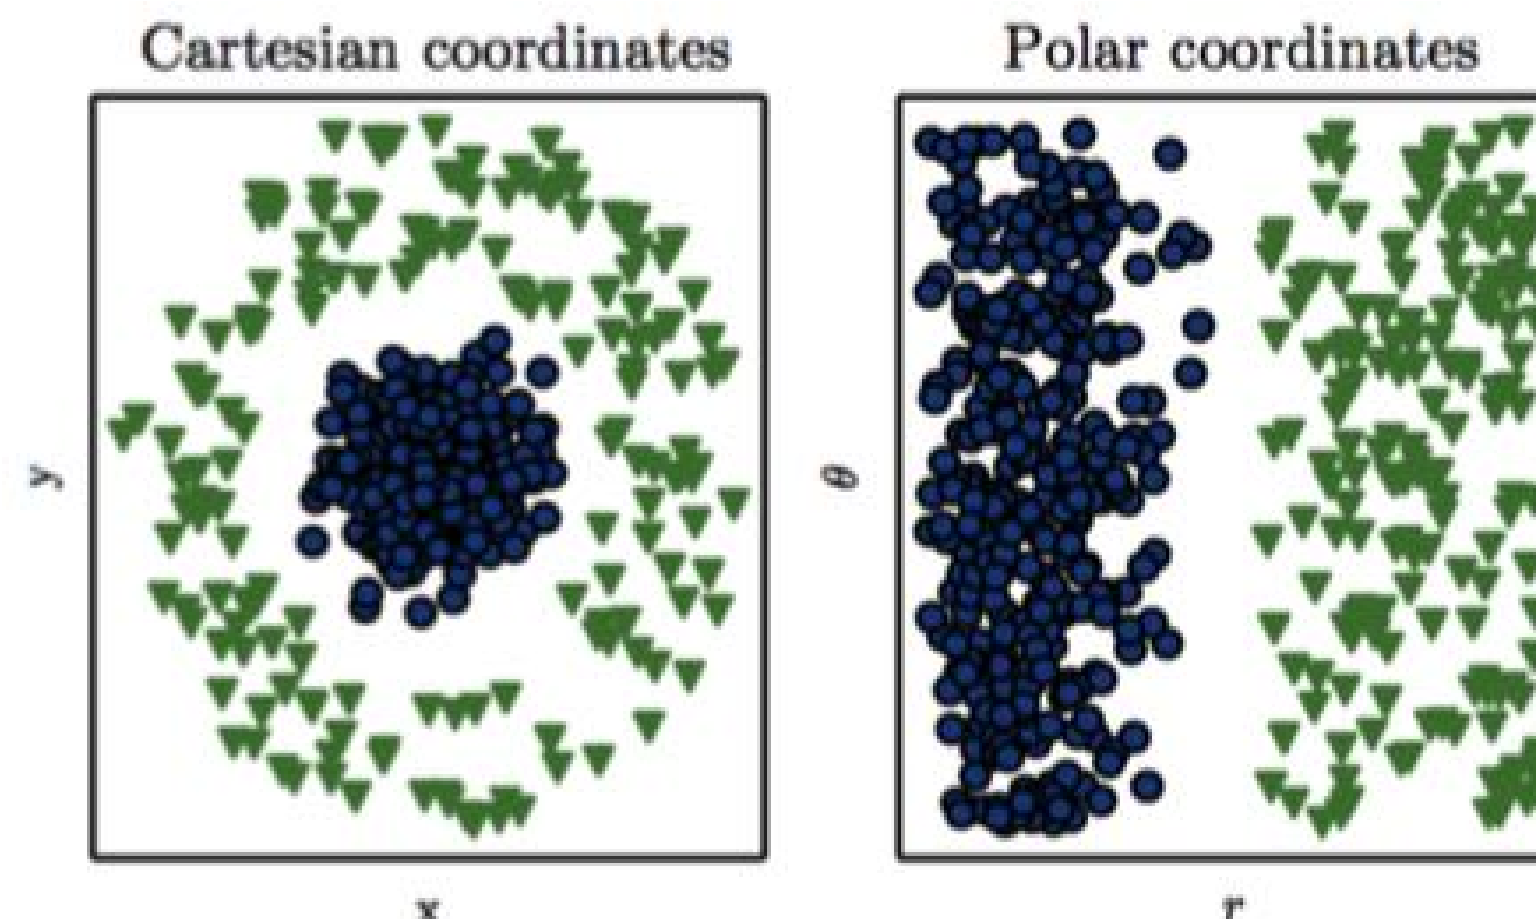 Cartesian coordinates
Polar coordinates
y
θ
x
r